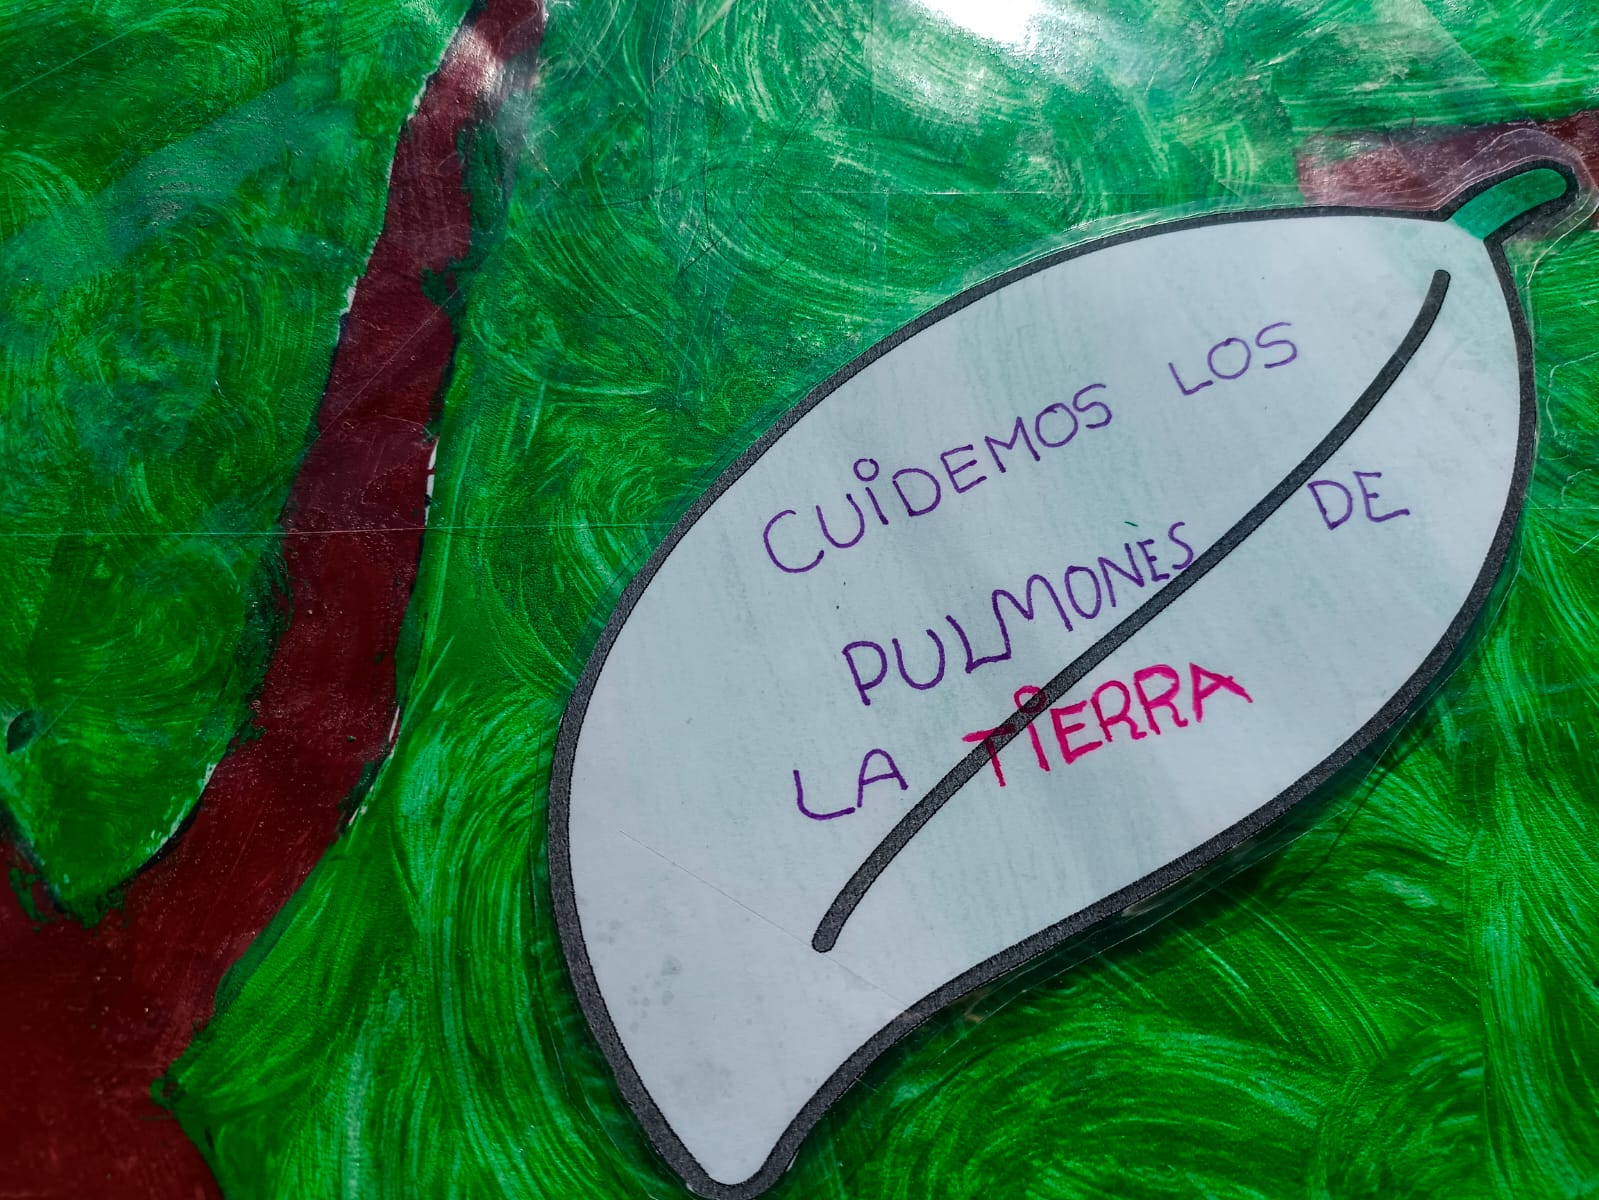 CUiDEMOS LOS
PULMONES DE
LA TiERRA